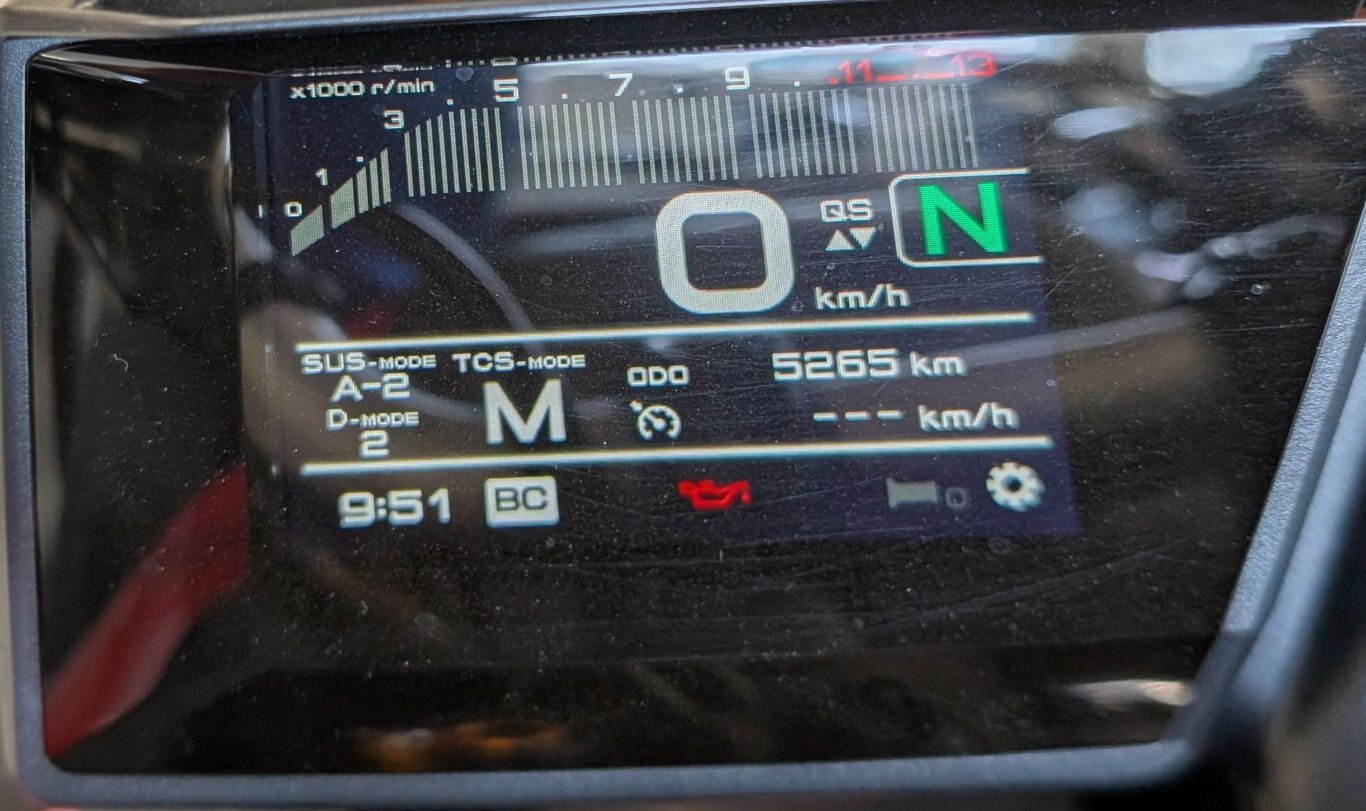 x1000 r/min
0 1 3 5 7 9 11 13
0
QS
N
km/h
SUS-MODE TCS-MODE
A-2
M
D-MODE
2
ODO 5265 km
--- km/h
9:51 BC
0